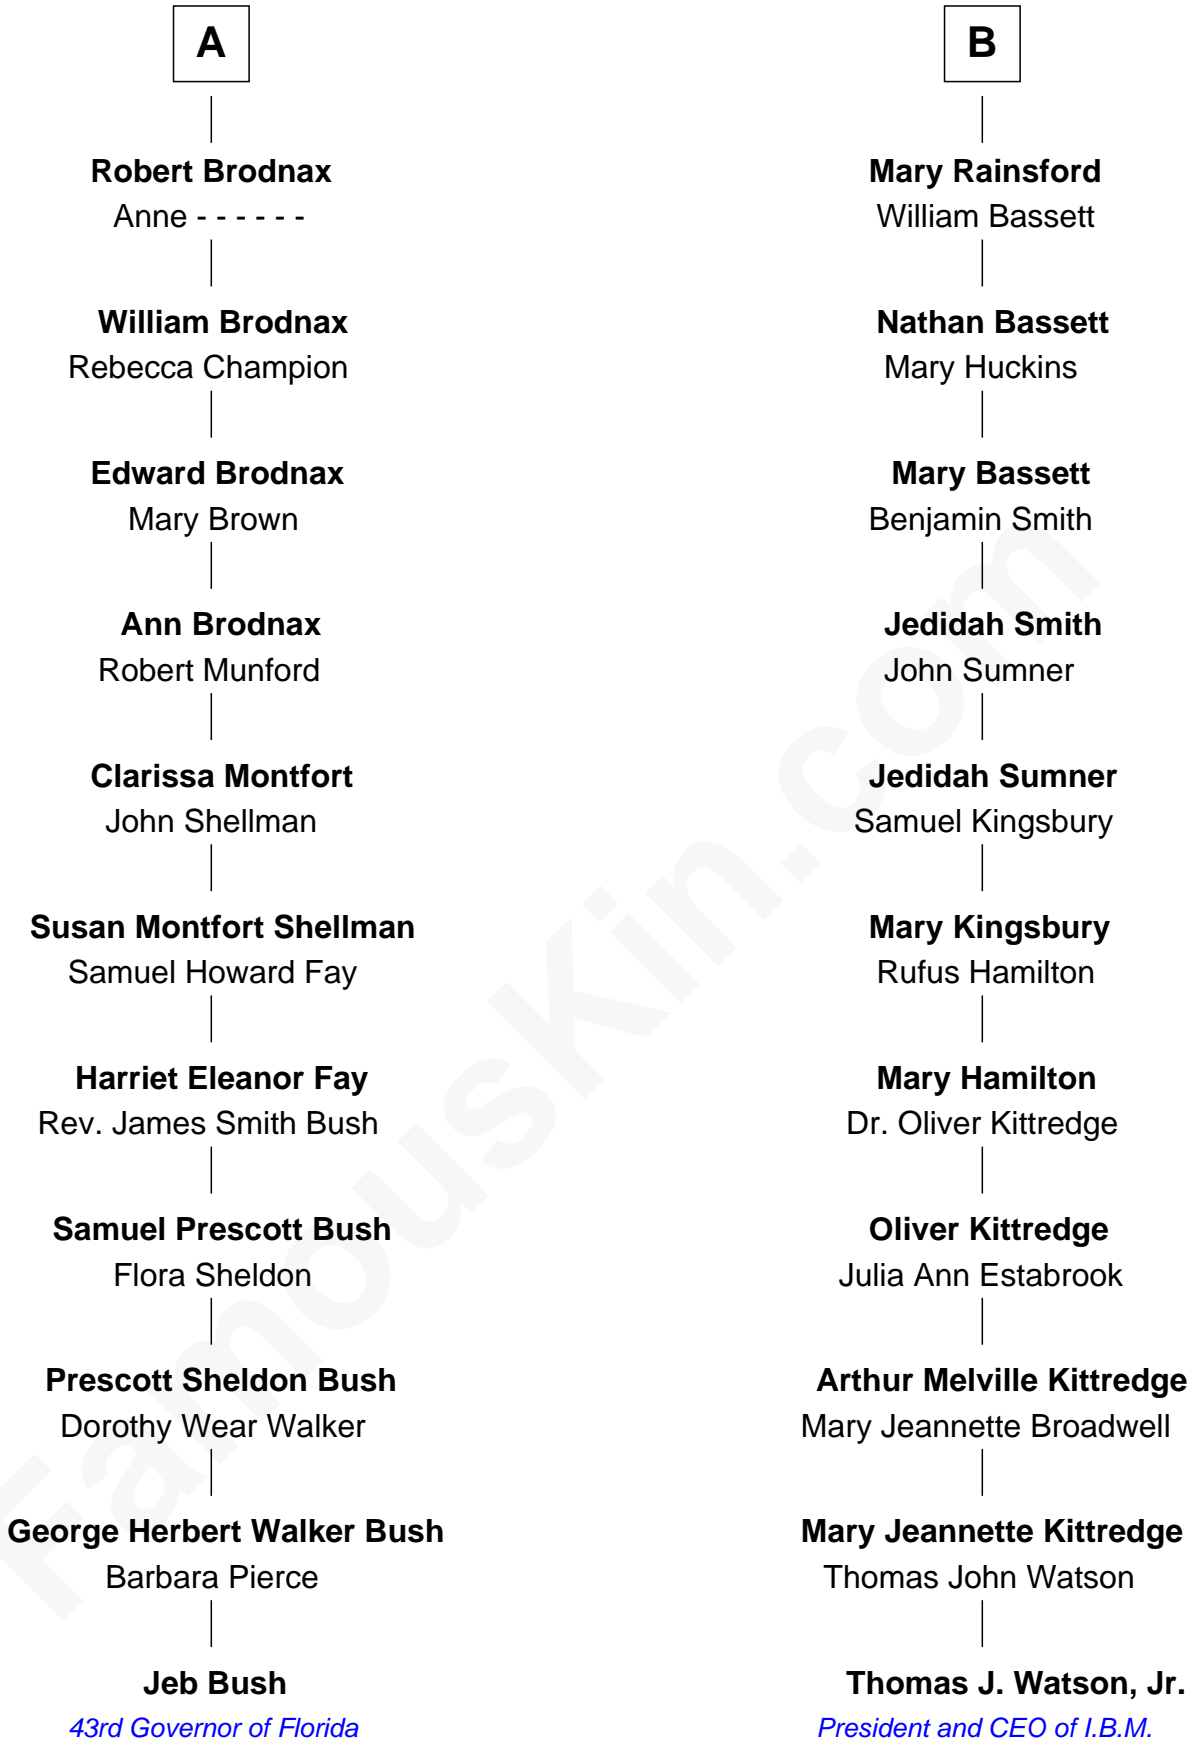 A
Robert Brodnax
Anne - - - - - -
William Brodnax
Rebecca Champion
Edward Brodnax
Mary Brown
Ann Brodnax
Robert Munford
Clarissa Montfort
John Shellman
Susan Montfort Shellman
Samuel Howard Fay
Harriet Eleanor Fay
Rev. James Smith Bush
Samuel Prescott Bush
Flora Sheldon
Prescott Sheldon Bush
Dorothy Wear Walker
George Herbert Walker Bush
Barbara Pierce
Jeb Bush
43rd Governor of Florida
B
Mary Rainsford
William Bassett
Nathan Bassett
Mary Huckins
Mary Bassett
Benjamin Smith
Jedidah Smith
John Sumner
Jedidah Sumner
Samuel Kingsbury
Mary Kingsbury
Rufus Hamilton
Mary Hamilton
Dr. Oliver Kittredge
Oliver Kittredge
Julia Ann Estabrook
Arthur Melville Kittredge
Mary Jeannette Broadwell
Mary Jeannette Kittredge
Thomas John Watson
Thomas J. Watson, Jr.
President and CEO of I.B.M.
FamousKin.com